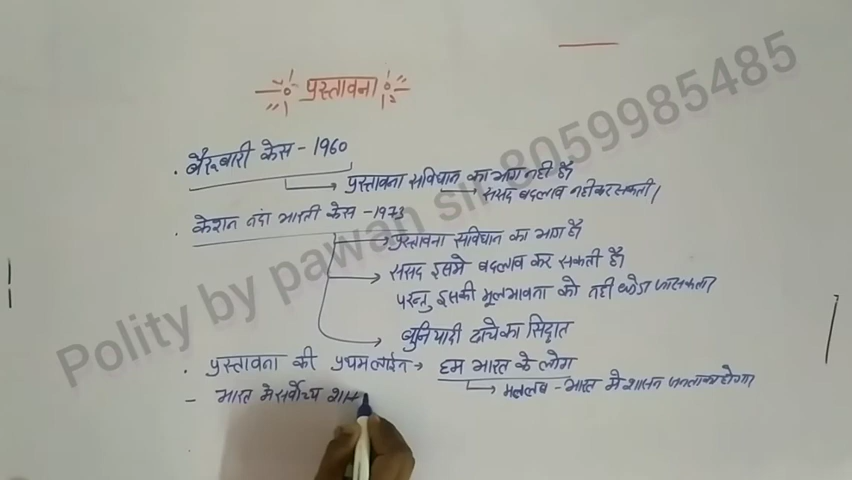 प्रस्तावना
बैरूबारी केस - 1960
प्रस्तावना सविधान का भाग नही है
संसद बदलाव नही कर सकती।
केशा नंदा भारती केस - 1973
प्रस्तावना सविधान का भाग है
संसद इसमे बदलाव कर सकती है।
परन्तु इसकी मूलभावना को नही छेडा जा सकता।
बुनियादी ढाचे का सिद्दात
प्रस्तावना की प्रथम लाईन → हम भारत के लोग
मतलब - भारत मे शासन जनता का होगा
- भारत मे सर्वोच्य
Polity by pawan sir 8059985485